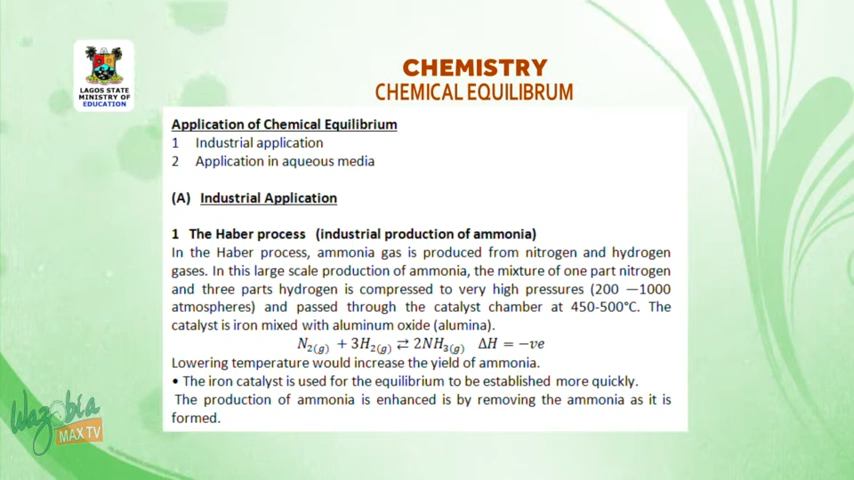 LAGOS STATE
MINISTRY OF
EDUCATION
CHEMISTRY
CHEMICAL EQUILIBRUM
Application of Chemical Equilibrium
1 Industrial application
2 Application in aqueous media
(A) Industrial Application
1 The Haber process (industrial production of ammonia)
In the Haber process, ammonia gas is produced from nitrogen and hydrogen
gases. In this large scale production of ammonia, the mixture of one part nitrogen
and three parts hydrogen is compressed to very high pressures (200 —1000
atmospheres) and passed through the catalyst chamber at 450-500°C. The
catalyst is iron mixed with aluminum oxide (alumina).
N₂(g) + 3H₂(g) ⇄ 2NH₃(g) ΔH = −ve
Lowering temperature would increase the yield of ammonia.
• The iron catalyst is used for the equilibrium to be established more quickly.
The production of ammonia is enhanced is by removing the ammonia as it is
formed.
Wazobia
MAX TV